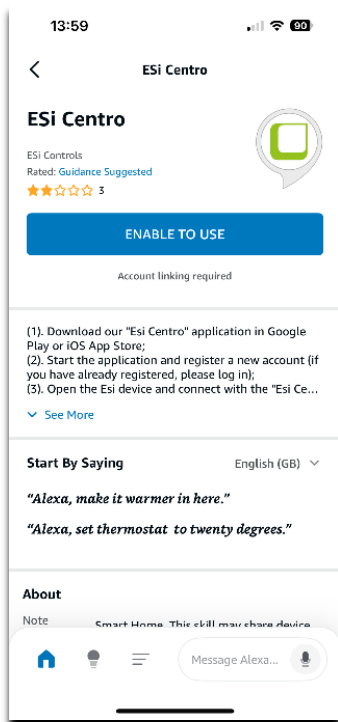 13:59
90
ESi Centro
ESi Centro
ESi Controls
Rated: Guidance Suggested
3
ENABLE TO USE
Account linking required
(1). Download our "Esi Centro" application in Google
Play or iOS App Store;
(2). Start the application and register a new account (if
you have already registered, please log in);
(3). Open the Esi device and connect with the "Esi Ce...
See More
Start By Saying
English (GB)
“Alexa, make it warmer in here.”
“Alexa, set thermostat to twenty degrees.”
About
Note
Smart Home. This skill may share device
Message Alexa...